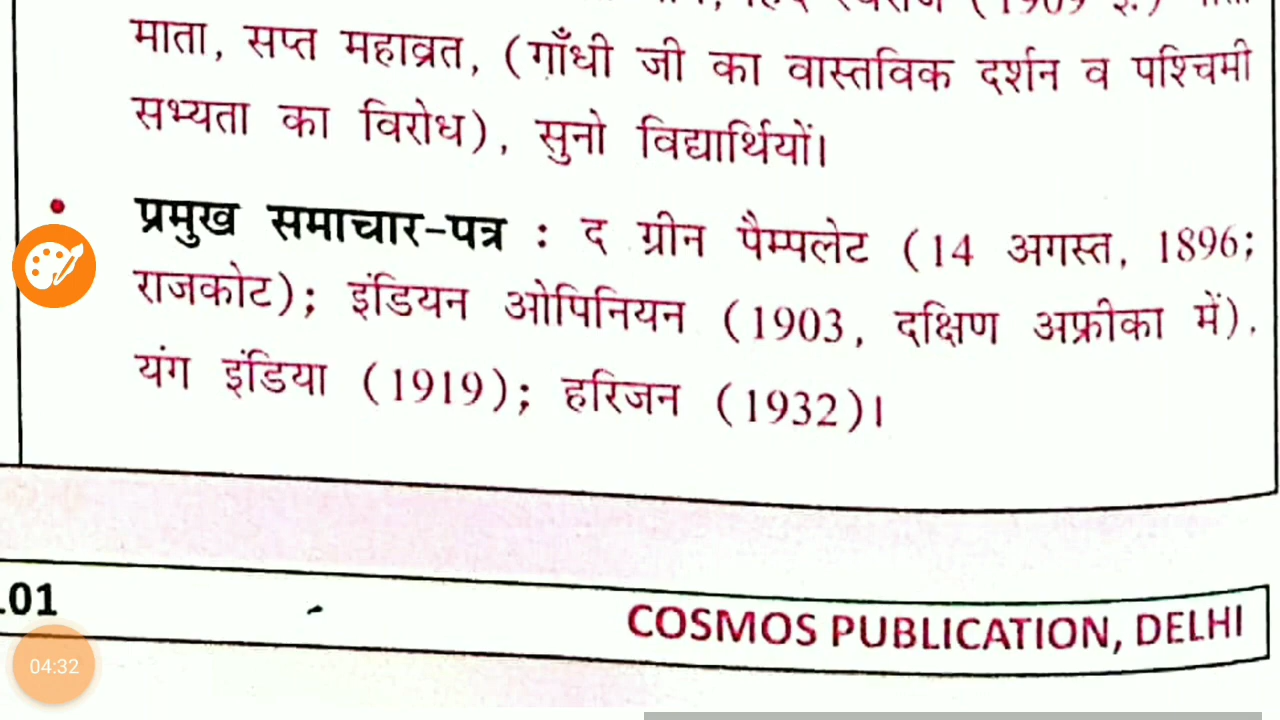 (1909 ई.)
माता, सप्त महाव्रत, (गाँधी जी का वास्तविक दर्शन व पश्चिमी
सभ्यता का विरोध), सुनो विद्यार्थियों।
• प्रमुख समाचार-पत्र : द ग्रीन पैम्पलेट (14 अगस्त, 1896;
राजकोट); इंडियन ओपिनियन (1903, दक्षिण अफ्रीका में),
यंग इंडिया (1919); हरिजन (1932)।
.01
COSMOS PUBLICATION, DELHI
04:32